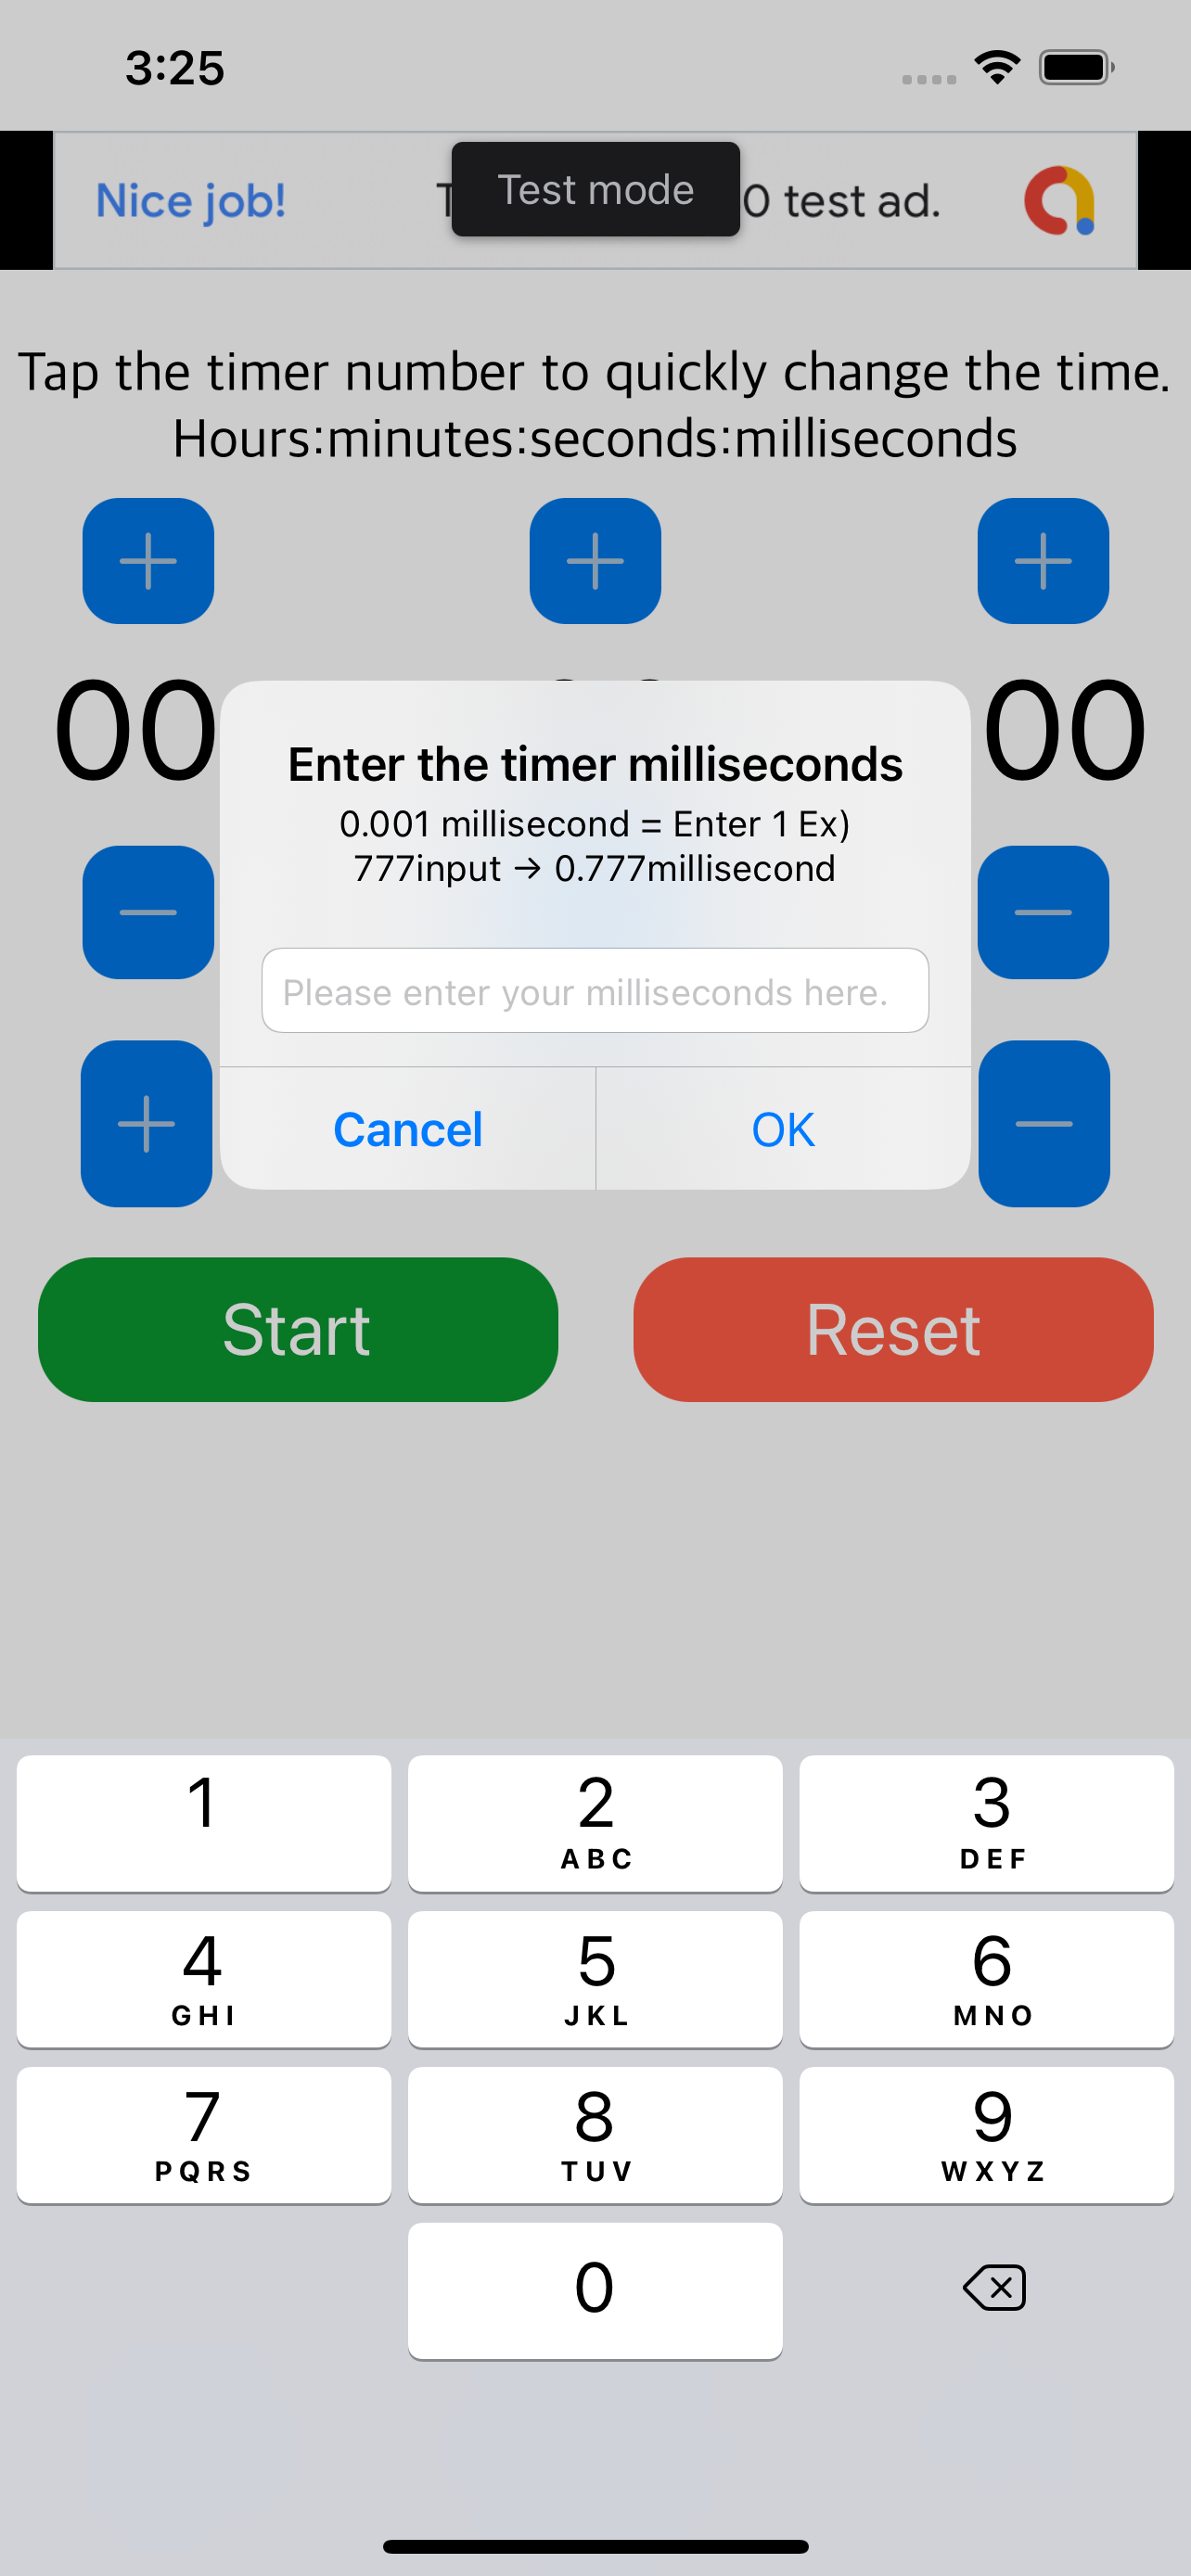 3:25
Nice job!
Test mode
0 test ad.
Tap the timer number to quickly change the time.
Hours:minutes:seconds:milliseconds
00
00
Enter the timer milliseconds
0.001 millisecond = Enter 1 Ex)
777input → 0.777millisecond
Please enter your milliseconds here.
Cancel
OK
Start
Reset
1
2
ABC
3
DEF
4
GHI
5
JKL
6
MNO
7
PQRS
8
TUV
9
WXYZ
0